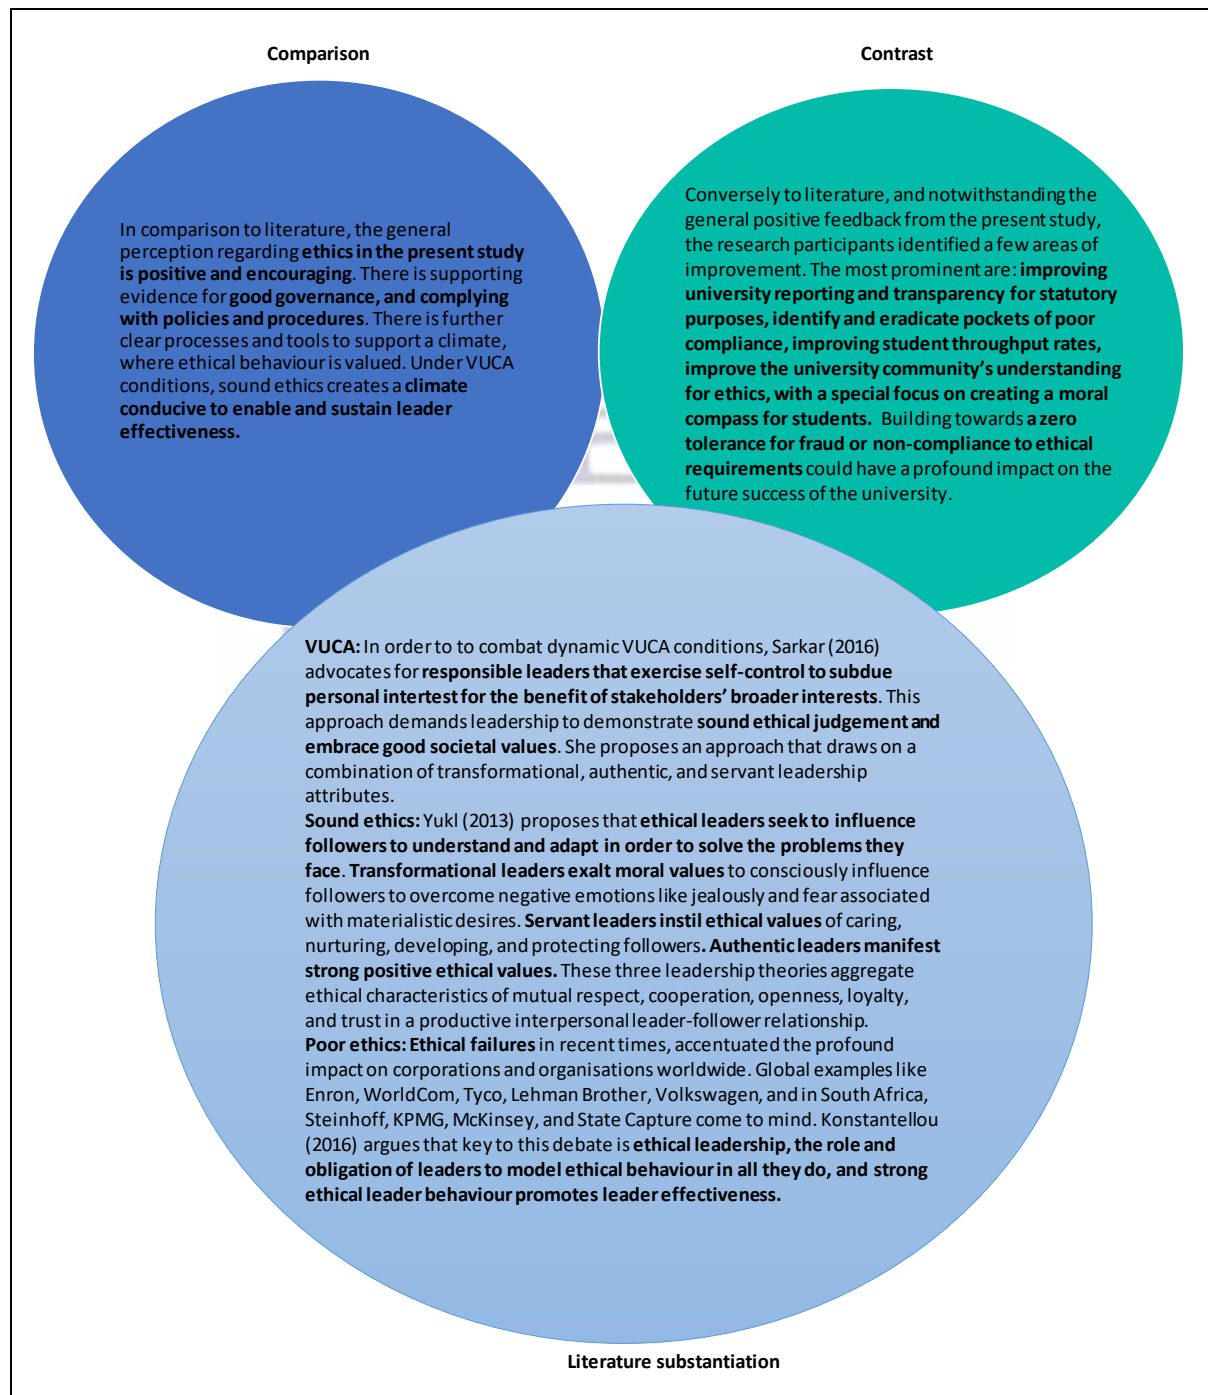 Comparison
Contrast
In comparison to literature, the general
perception regarding ethics in the present study
is positive and encouraging. There is supporting
evidence for good governance, and complying
with policies and procedures. There is further
clear processes and tools to support a climate,
where ethical behaviour is valued. Under VUCA
conditions, sound ethics creates a climate
conducive to enable and sustain leader
effectiveness.
Conversely to literature, and notwithstanding the
general positive feedback from the present study,
the research participants identified a few areas of
improvement. The most prominent are: improving
university reporting and transparency for statutory
purposes, identify and eradicate pockets of poor
compliance, improving student throughput rates,
improve the university community's understanding
for ethics, with a special focus on creating a moral
compass for students. Building towards a zero
tolerance for fraud or non-compliance to ethical
requirements could have a profound impact on the
future success of the university.
VUCA: In order to to combat dynamic VUCA conditions, Sarkar (2016)
advocates for responsible leaders that exercise self-control to subdue
personal intertest for the benefit of stakeholders' broader interests. This
approach demands leadership to demonstrate sound ethical judgement and
embrace good societal values. She proposes an approach that draws on a
combination of transformational, authentic, and servant leadership
attributes.
Sound ethics: Yukl (2013) proposes that ethical leaders seek to influence
followers to understand and adapt in order to solve the problems they
face. Transformational leaders exalt moral values to consciously influence
followers to overcome negative emotions like jealously and fear associated
with materialistic desires. Servant leaders instil ethical values of caring,
nurturing, developing, and protecting followers. Authentic leaders manifest
strong positive ethical values. These three leadership theories aggregate
ethical characteristics of mutual respect, cooperation, openness, loyalty,
and trust in a productive interpersonal leader-follower relationship.
Poor ethics: Ethical failures in recent times, accentuated the profound
impact on corporations and organisations worldwide. Global examples like
Enron, WorldCom, Tyco, Lehman Brother, Volkswagen, and in South Africa,
Steinhoff, KPMG, McKinsey, and State Capture come to mind. Konstantellou
(2016) argues that key to this debate is ethical leadership, the role and
obligation of leaders to model ethical behaviour in all they do, and strong
ethical leader behaviour promotes leader effectiveness.
Literature substantiation